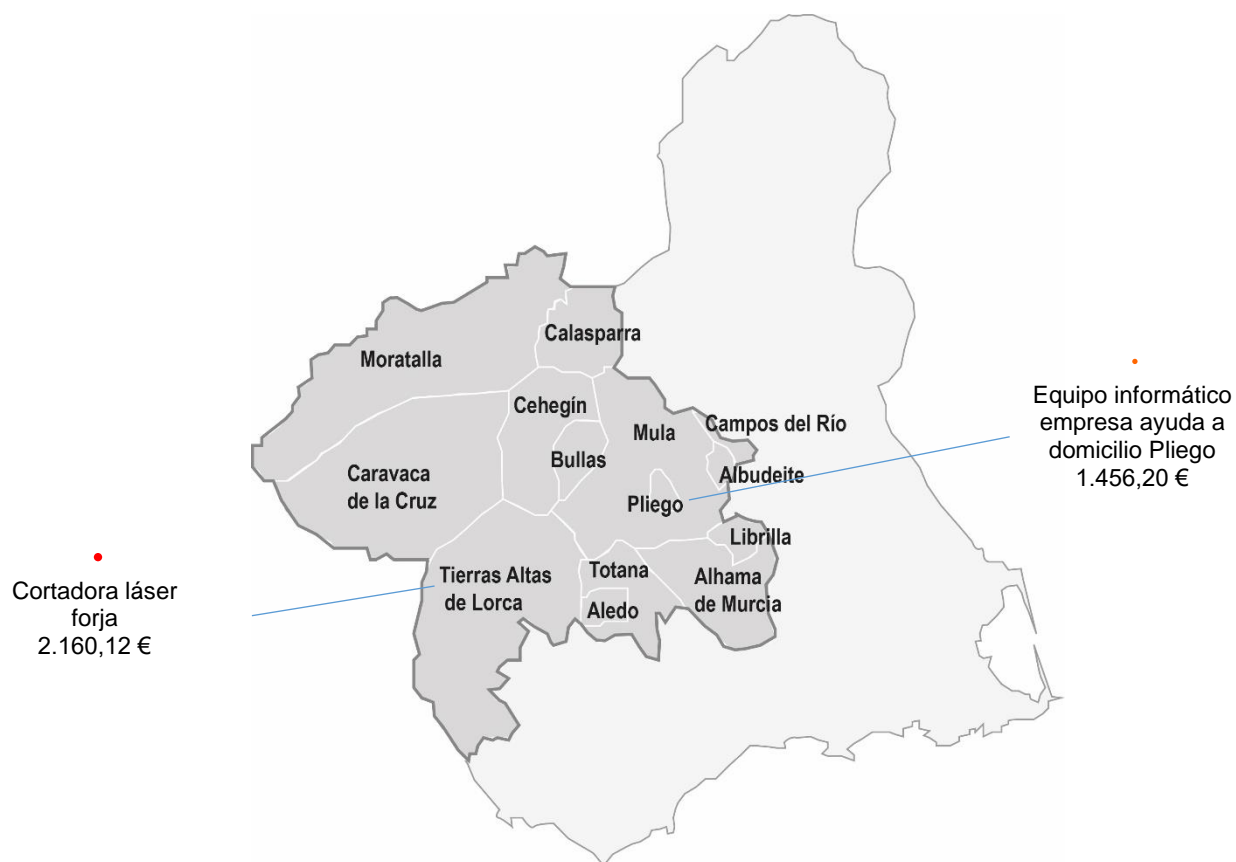 Calasparra
Moratalla
Equipo informático
empresa ayuda a
domicilio Pliego
1.456,20 €
Cehegín
Campos del Río
Mula
Bullas
Albudeite
Caravaca
de la Cruz
Pliego
Librilla
Cortadora láser
forja
2.160,12 €
Tierras Altas
de Lorca
Totana
Alhama
de Murcia
Aledo